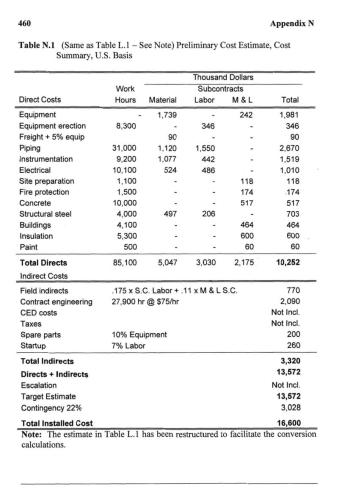 460 Appendix N
Table N.1 (Same as Table L.1 – See Note) Preliminary Cost Estimate, Cost
Summary, U.S. Basis
Thousand Dollars
Work Subcontracts
Direct Costs Hours Material Labor M & L Total
Equipment - 1,739 242 1,981
Equipment erection 8,300 - 346 - 346
Freight + 5% equip 90 - - 90
Piping 31,000 1,120 1,550 - 2,670
Instrumentation 9,200 1,077 442 - 1,519
Electrical 10,100 524 486 - 1,010
Site preparation 1,100 - - 118 118
Fire protection 1,500 - - 174 174
Concrete 10,000 - - 517 517
Structural steel 4,000 497 206 - 703
Buildings 4,100 - - 464 464
Insulation 5,300 - - 600 600
Paint 500 - - 60 60
Total Directs 85,100 5,047 3,030 2,175 10,252
Indirect Costs
Field indirects .175 x S.C. Labor + .11 x M & L S.C. 770
Contract engineering 27,900 hr @ $75/hr 2,090
CED costs Not Incl.
Taxes Not Incl.
Spare parts 10% Equipment 200
Startup 7% Labor 260
Total Indirects 3,320
Directs + Indirects 13,572
Escalation Not Incl.
Target Estimate 13,572
Contingency 22% 3,028
Total Installed Cost 16,600
Note: The estimate in Table L.1 has been restructured to facilitate the conversion
calculations.